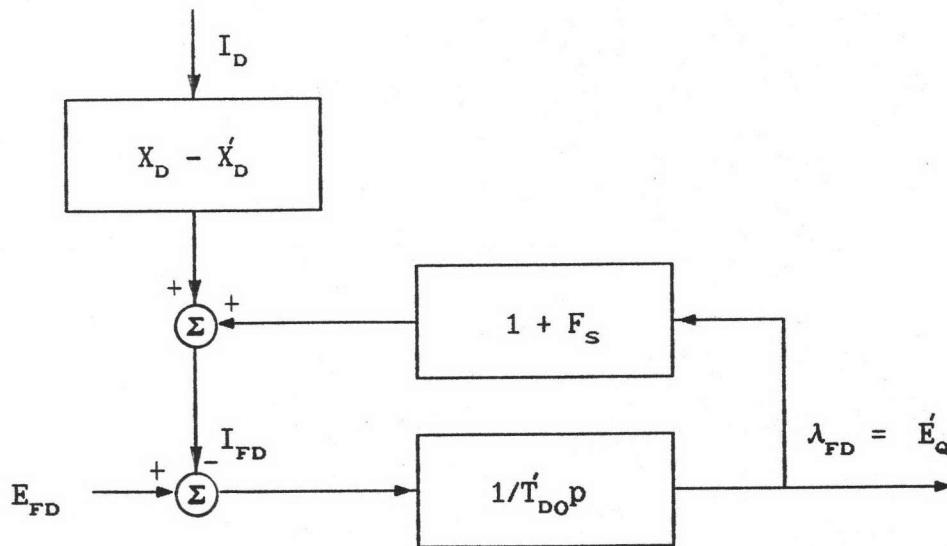 I_D
X_D - X'_D
+
+
Σ
1 + F_S
I_FD
λ_FD = E'_Q
+
-
E_FD
Σ
1/T'_DO p